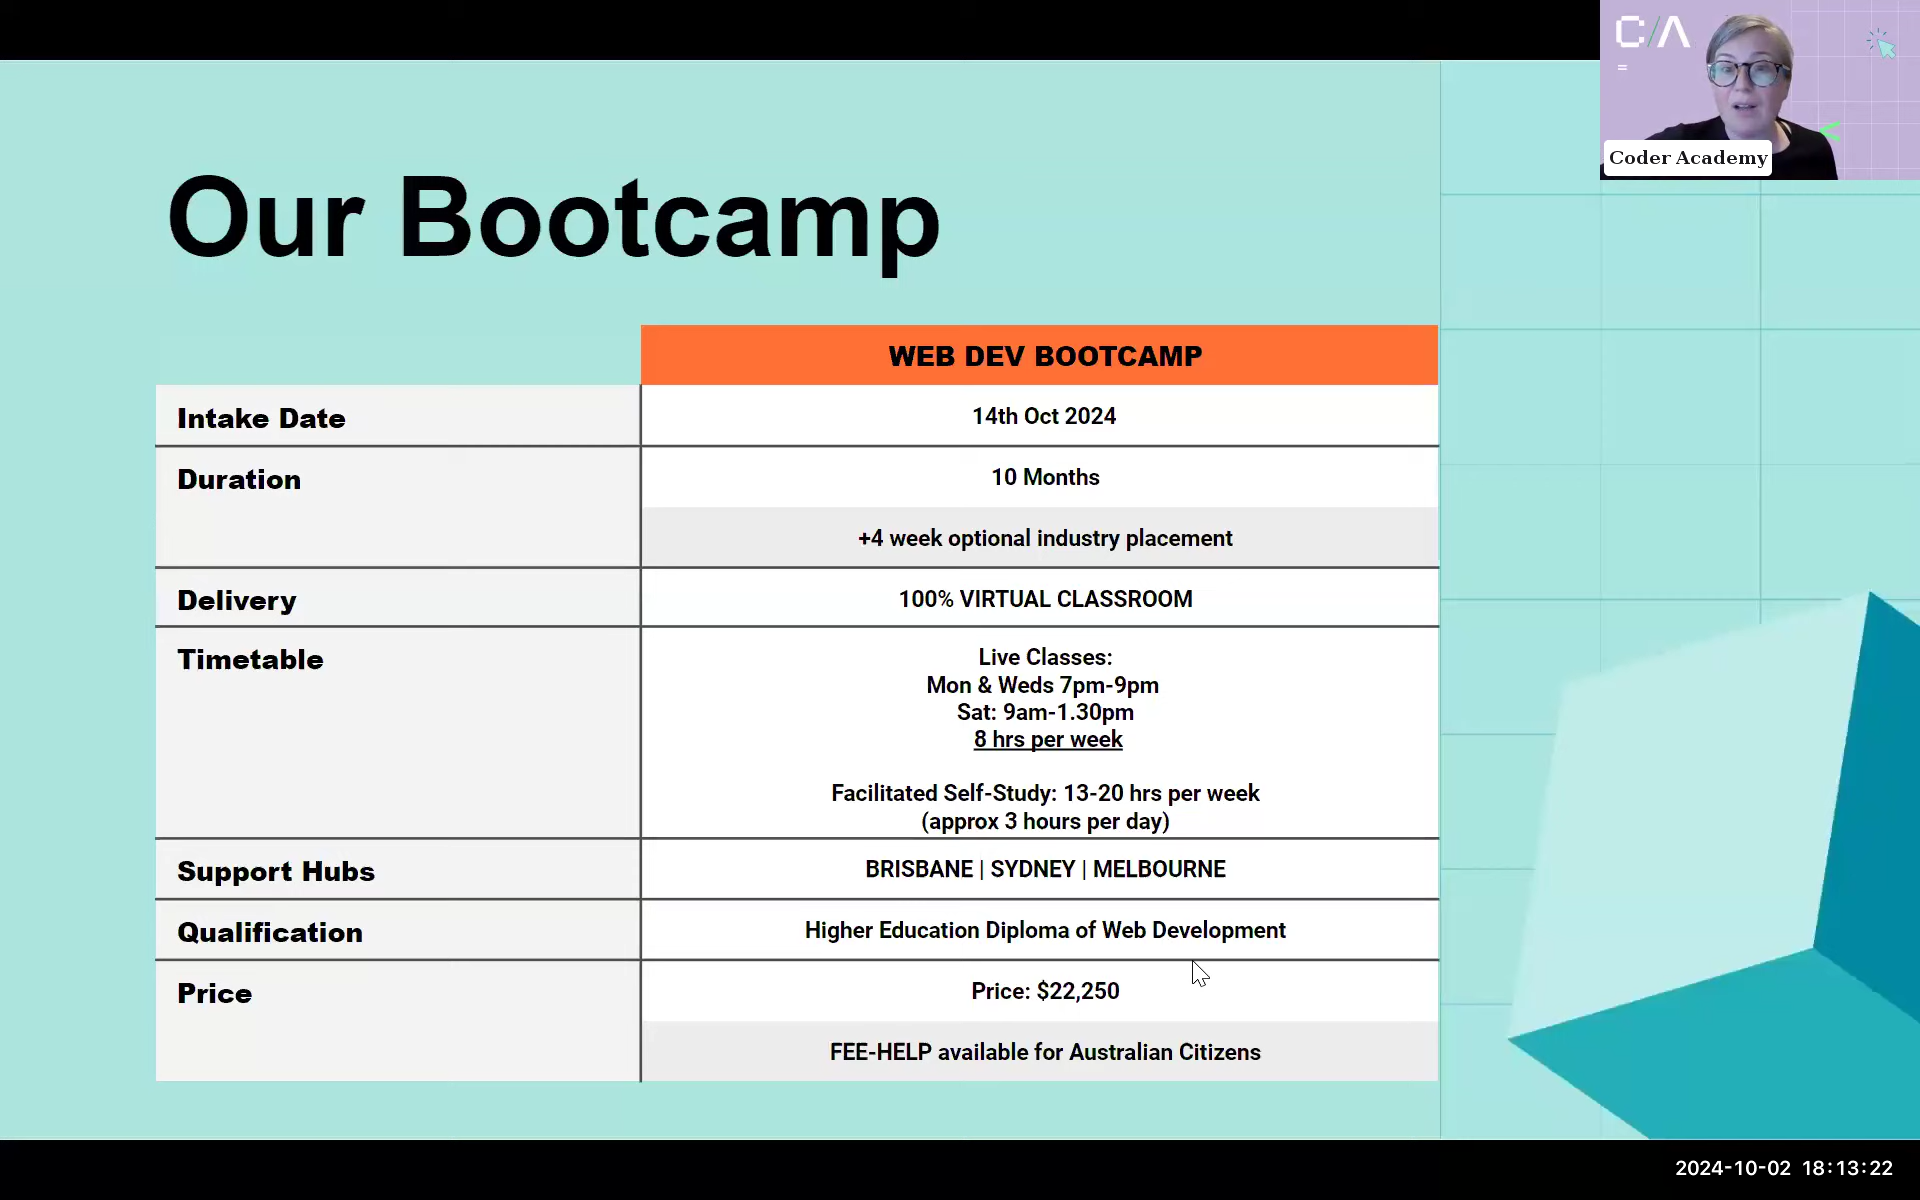 C/A
=
<
Coder Academy
Our Bootcamp
WEB DEV BOOTCAMP
Intake Date
14th Oct 2024
Duration
10 Months
+4 week optional industry placement
Delivery
100% VIRTUAL CLASSROOM
Timetable
Live Classes:
Mon & Weds 7pm-9pm
Sat: 9am-1.30pm
8 hrs per week
Facilitated Self-Study: 13-20 hrs per week
(approx 3 hours per day)
Support Hubs
BRISBANE | SYDNEY | MELBOURNE
Qualification
Higher Education Diploma of Web Development
Price
Price: $22,250
FEE-HELP available for Australian Citizens
2024-10-02 18:13:22